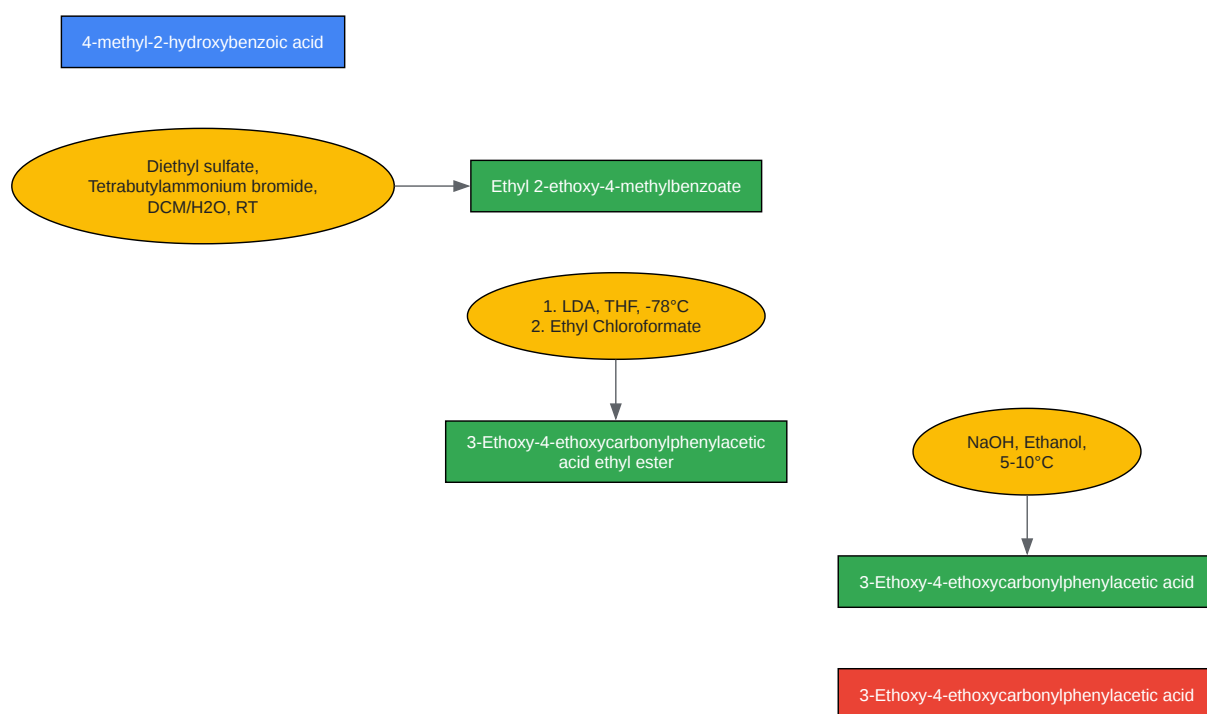 4-methyl-2-hydroxybenzoic acid
Diethyl sulfate,
Tetrabutylammonium bromide,
DCM/H2O, RT
Ethyl 2-ethoxy-4-methylbenzoate
1. LDA, THF, -78°C
2. Ethyl Chloroformate
3-Ethoxy-4-ethoxycarbonylphenylacetic
acid ethyl ester
NaOH, Ethanol,
5-10°C
3-Ethoxy-4-ethoxycarbonylphenylacetic acid
3-Ethoxy-4-ethoxycarbonylphenylacetic acid